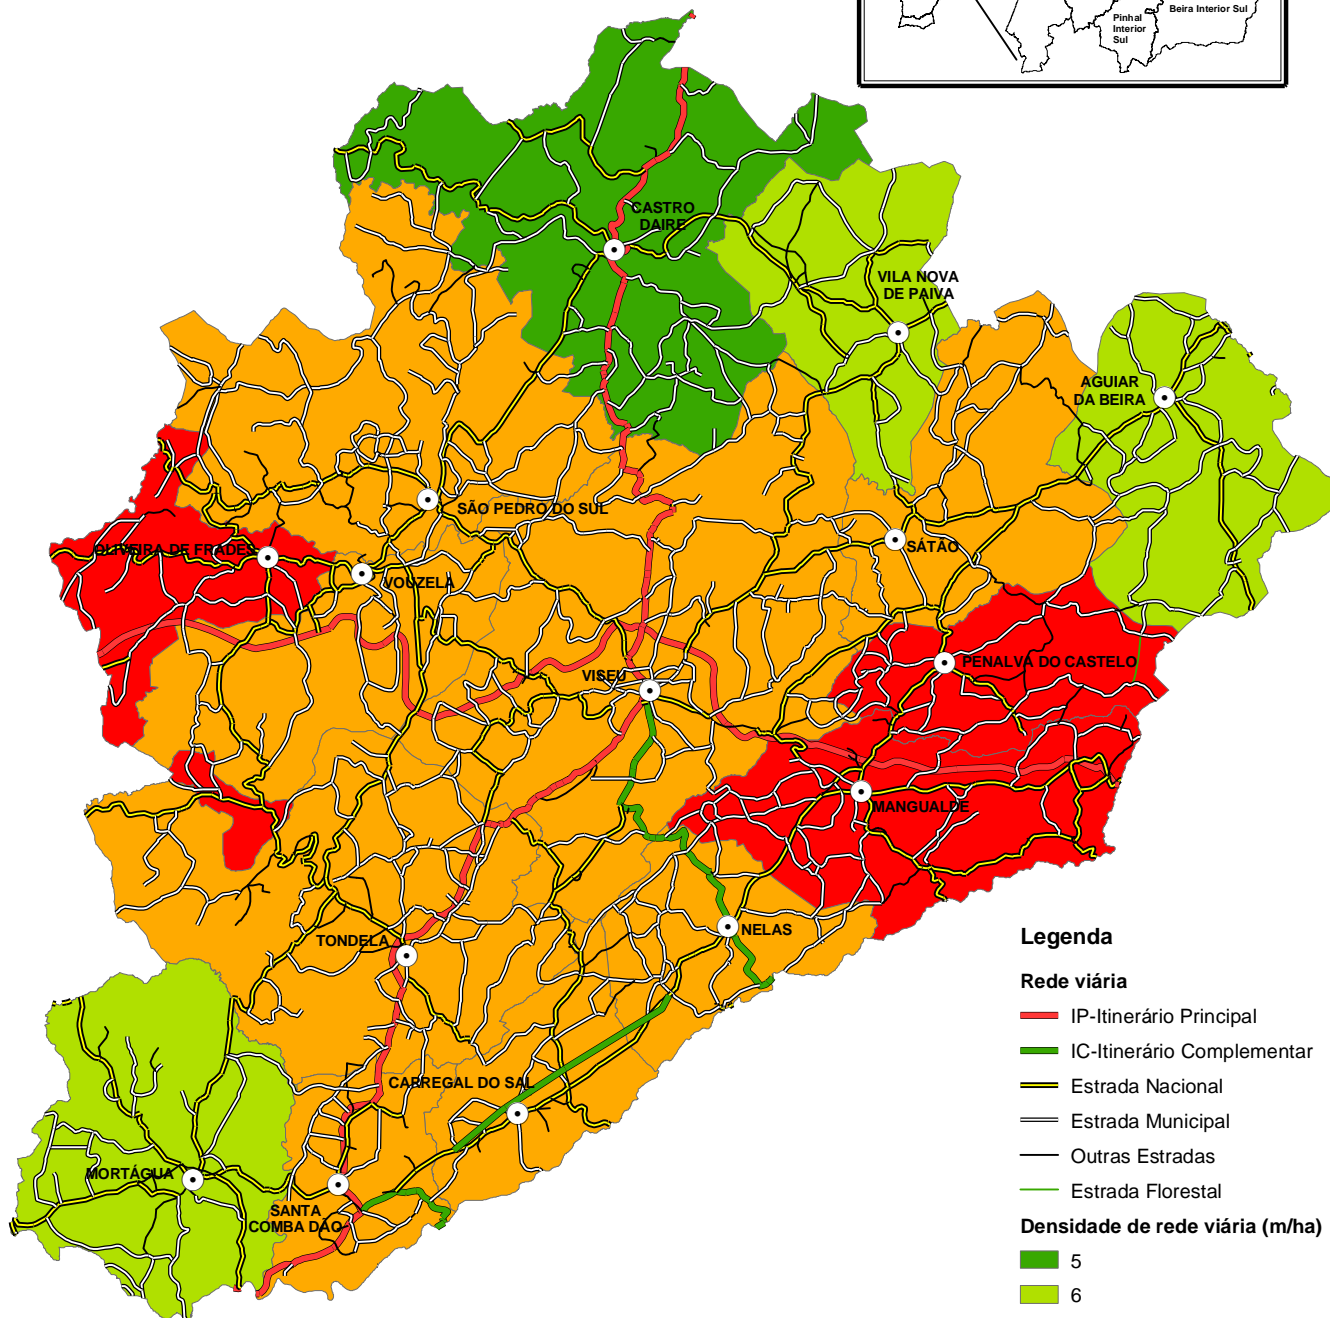 Beira Interior Sul
Pinhal
Interior
Sul
CASTRO
DAIRE
VILA NOVA
DE PAIVA
AGUIAR
DA BEIRA
SÃO PEDRO DO SUL
SÁTÃO
OLIVEIRA DE FRADES
VOUZELA
PENALVA DO CASTELO
VISEU
MANGUALDE
NELAS
TONDELA
CARREGAL DO SAL
MORTÁGUA
SANTA
COMBA DÃO
Legenda
Rede viária
IP-Itinerário Principal
IC-Itinerário Complementar
Estrada Nacional
Estrada Municipal
Outras Estradas
Estrada Florestal
Densidade de rede viária (m/ha)
5
6